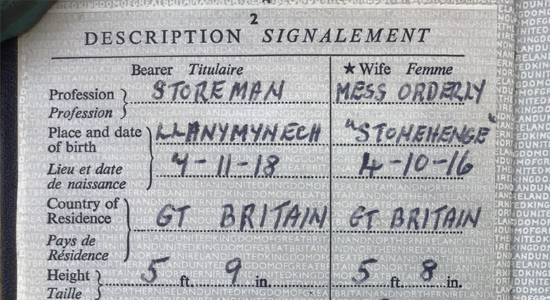 2
DESCRIPTION SIGNALEMENT
Bearer Titulaire ★ Wife Femme
Profession STOREMAN MESS ORDERLY
Profession
Place and date of birth LLANYMYNECH "STONEHENGE"
Lieu et date de naissance 4-11-18 4-10-16
Country of Residence GT BRITAIN GT BRITAIN
Pays de Résidence
Height 5 ft. 9 in. 5 ft. 8 in.
Taille